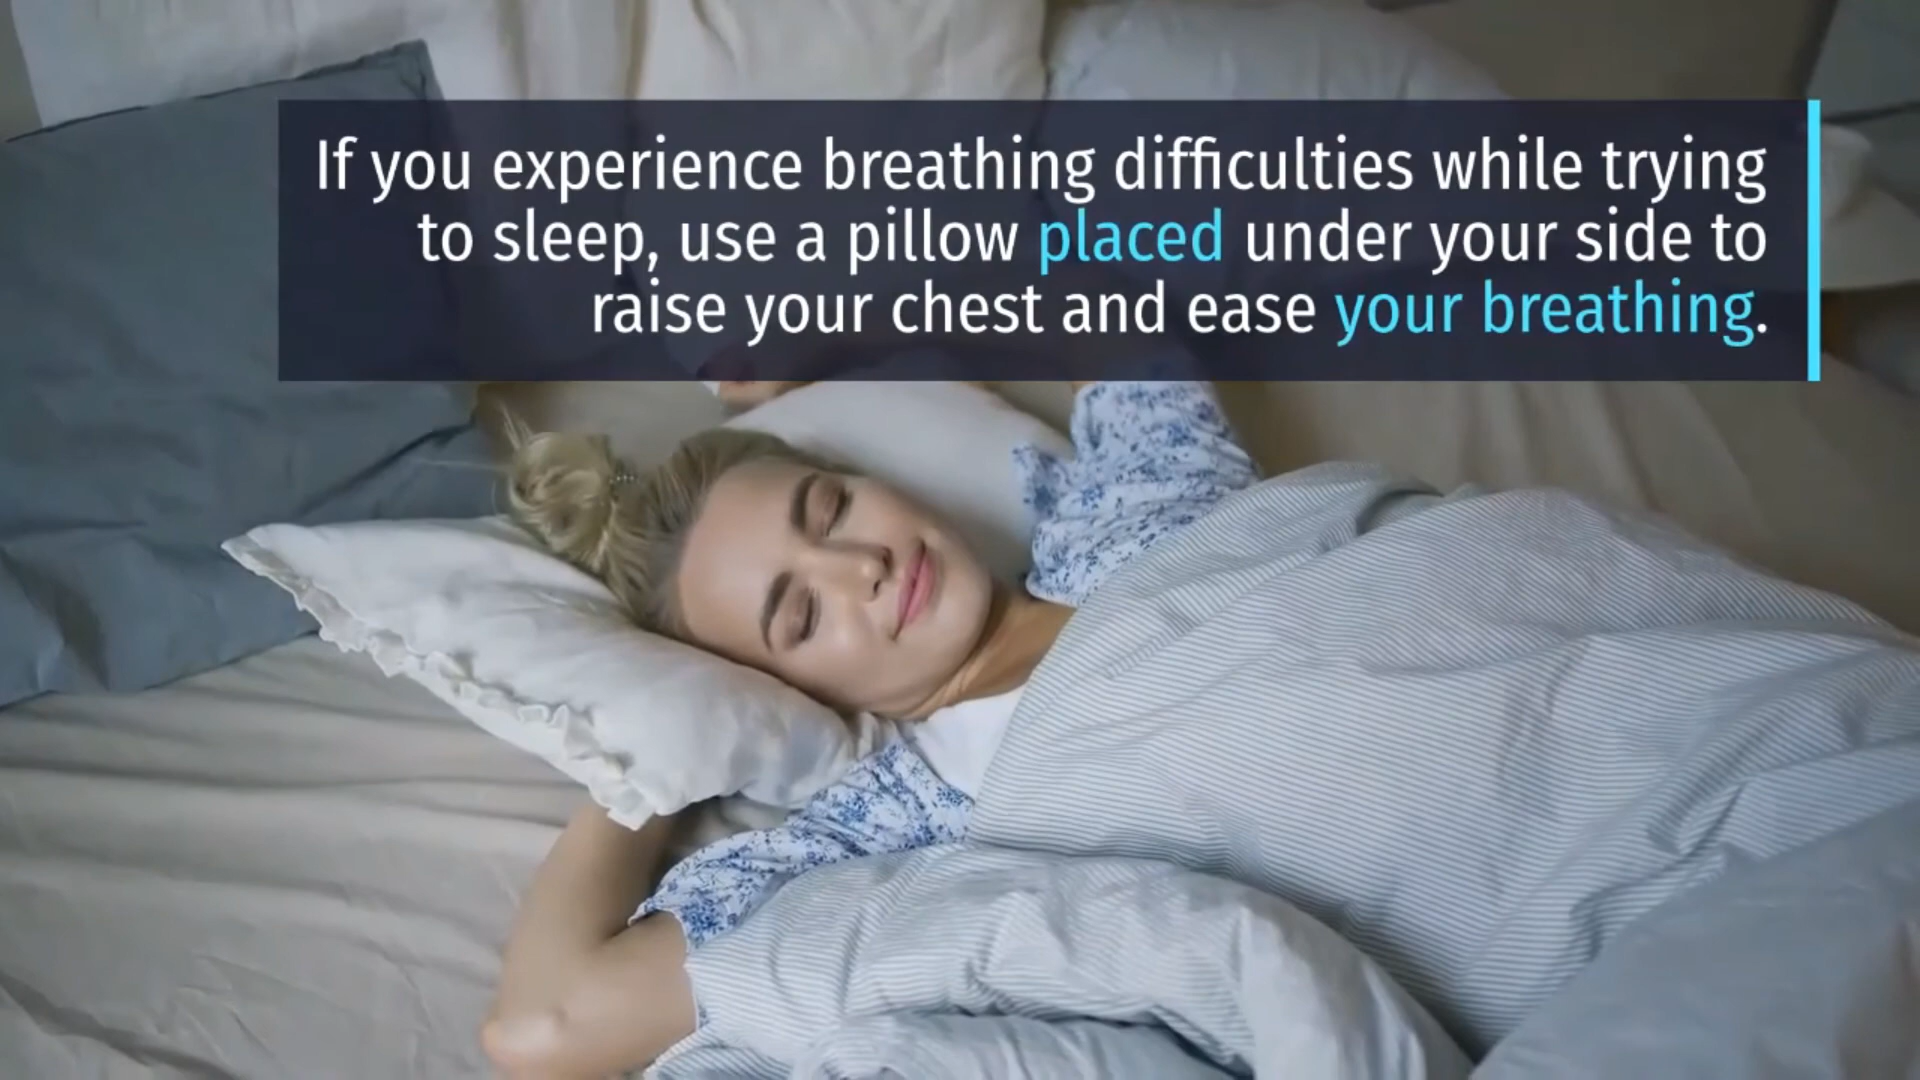 If you experience breathing difficulties while trying
to sleep, use a pillow placed under your side to
raise your chest and ease your breathing.